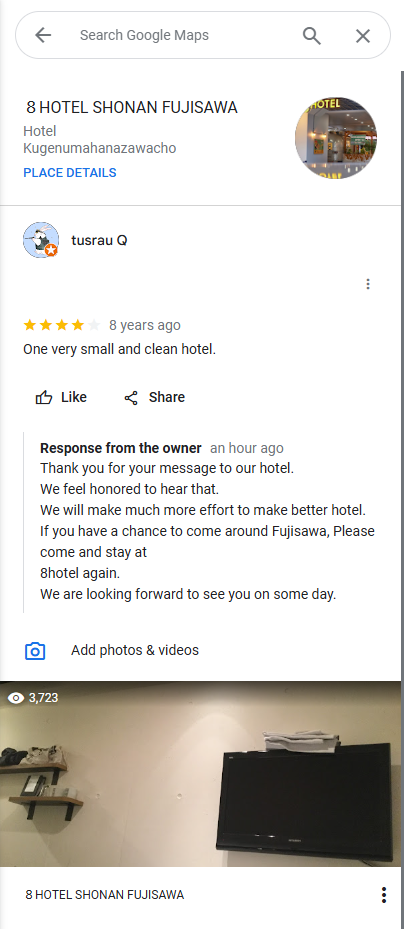 Search Google Maps
8 HOTEL SHONAN FUJISAWA
Hotel
Kugenumahanazawacho
PLACE DETAILS
HOTEL
tusrau Q
8 years ago
One very small and clean hotel.
Like
Share
Response from the owner an hour ago
Thank you for your message to our hotel.
We feel honored to hear that.
We will make much more effort to make better hotel.
If you have a chance to come around Fujisawa, Please
come and stay at
8hotel again.
We are looking forward to see you on some day.
Add photos & videos
3,723
8 HOTEL SHONAN FUJISAWA